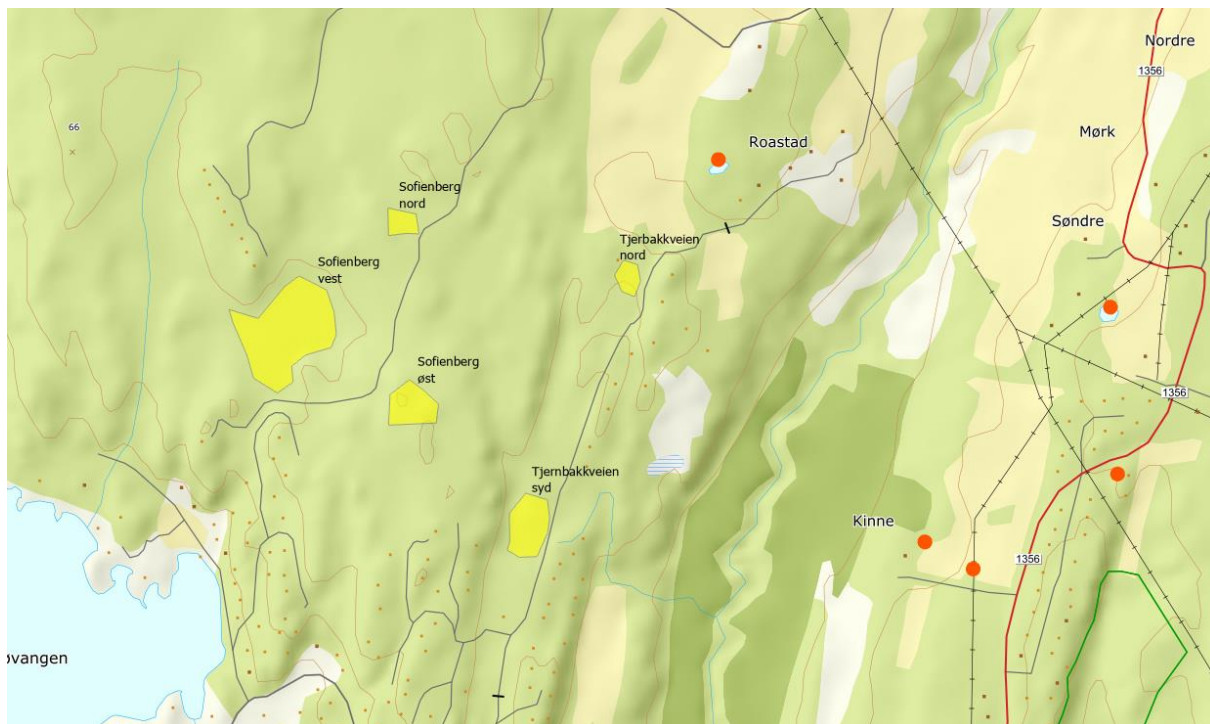 Nordre
1356
66
Mørk
Roastad
Sofienberg
nord
Søndre
Tjerbakkveien
nord
Sofienberg
vest
Sofienberg
øst
1356
Tjernbakkveien
syd
Kinne
1356
øvangen